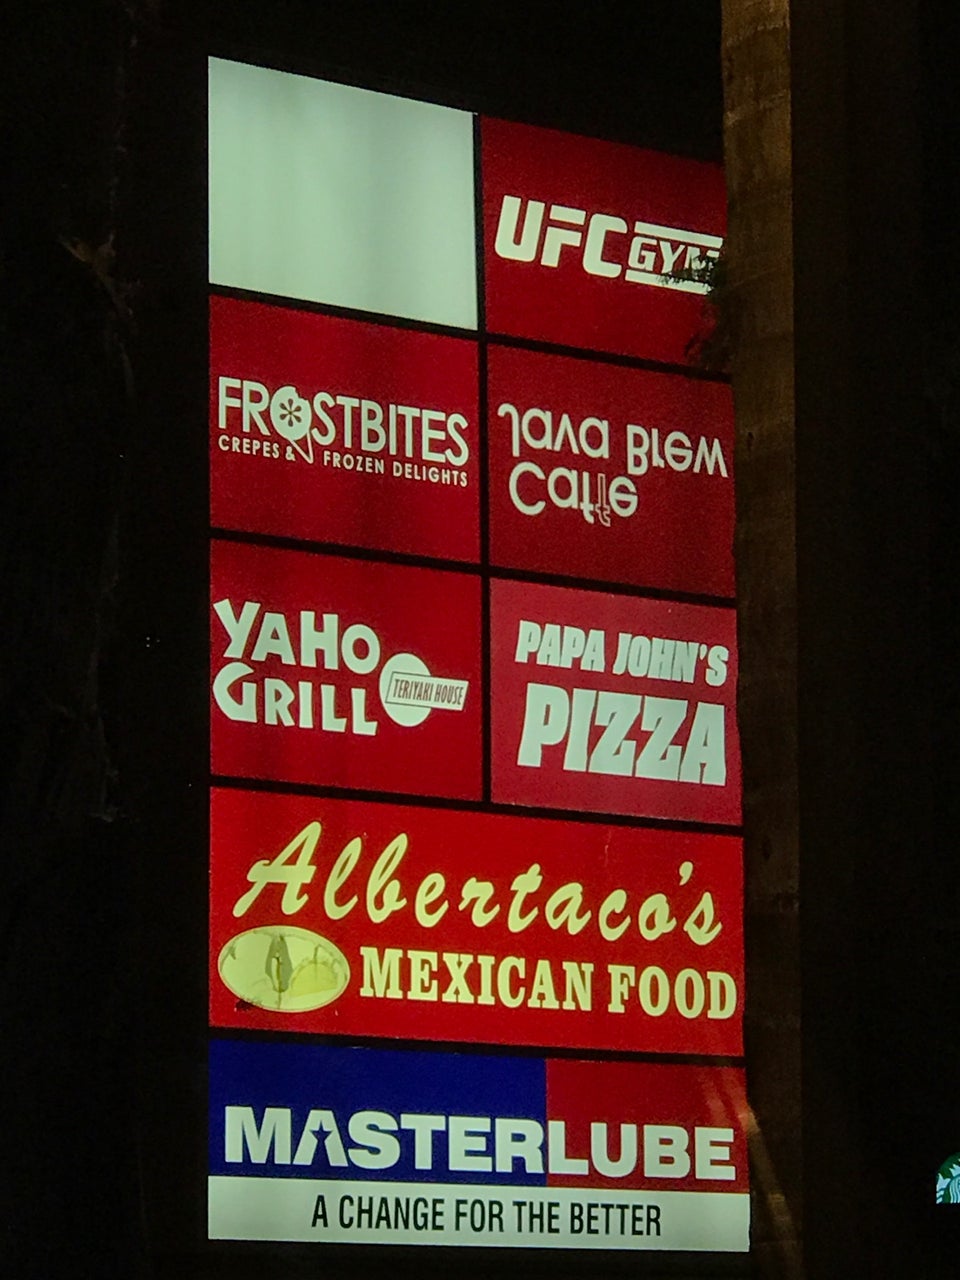 UFC GYM
FROSTBITES
CREPES & FROZEN DELIGHTS
Java Brew
Caffe
YAHO
GRILL
TERIYAKI HOUSE
PAPA JOHN'S
PIZZA
Albertaco's
MEXICAN FOOD
MASTERLUBE
A CHANGE FOR THE BETTER